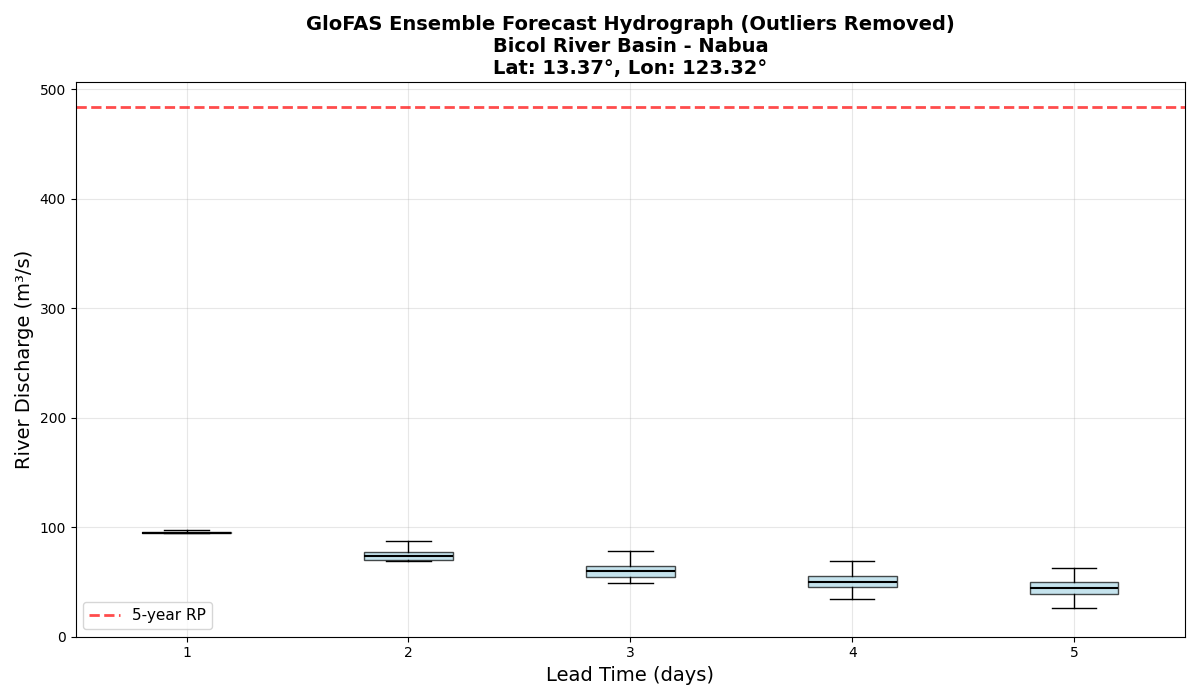 GloFAS Ensemble Forecast Hydrograph (Outliers Removed)
Bicol River Basin - Nabua
Lat: 13.37°, Lon: 123.32°
River Discharge (m³/s)
500
400
300
200
100
0
5-year RP
1 2 3 4 5
Lead Time (days)